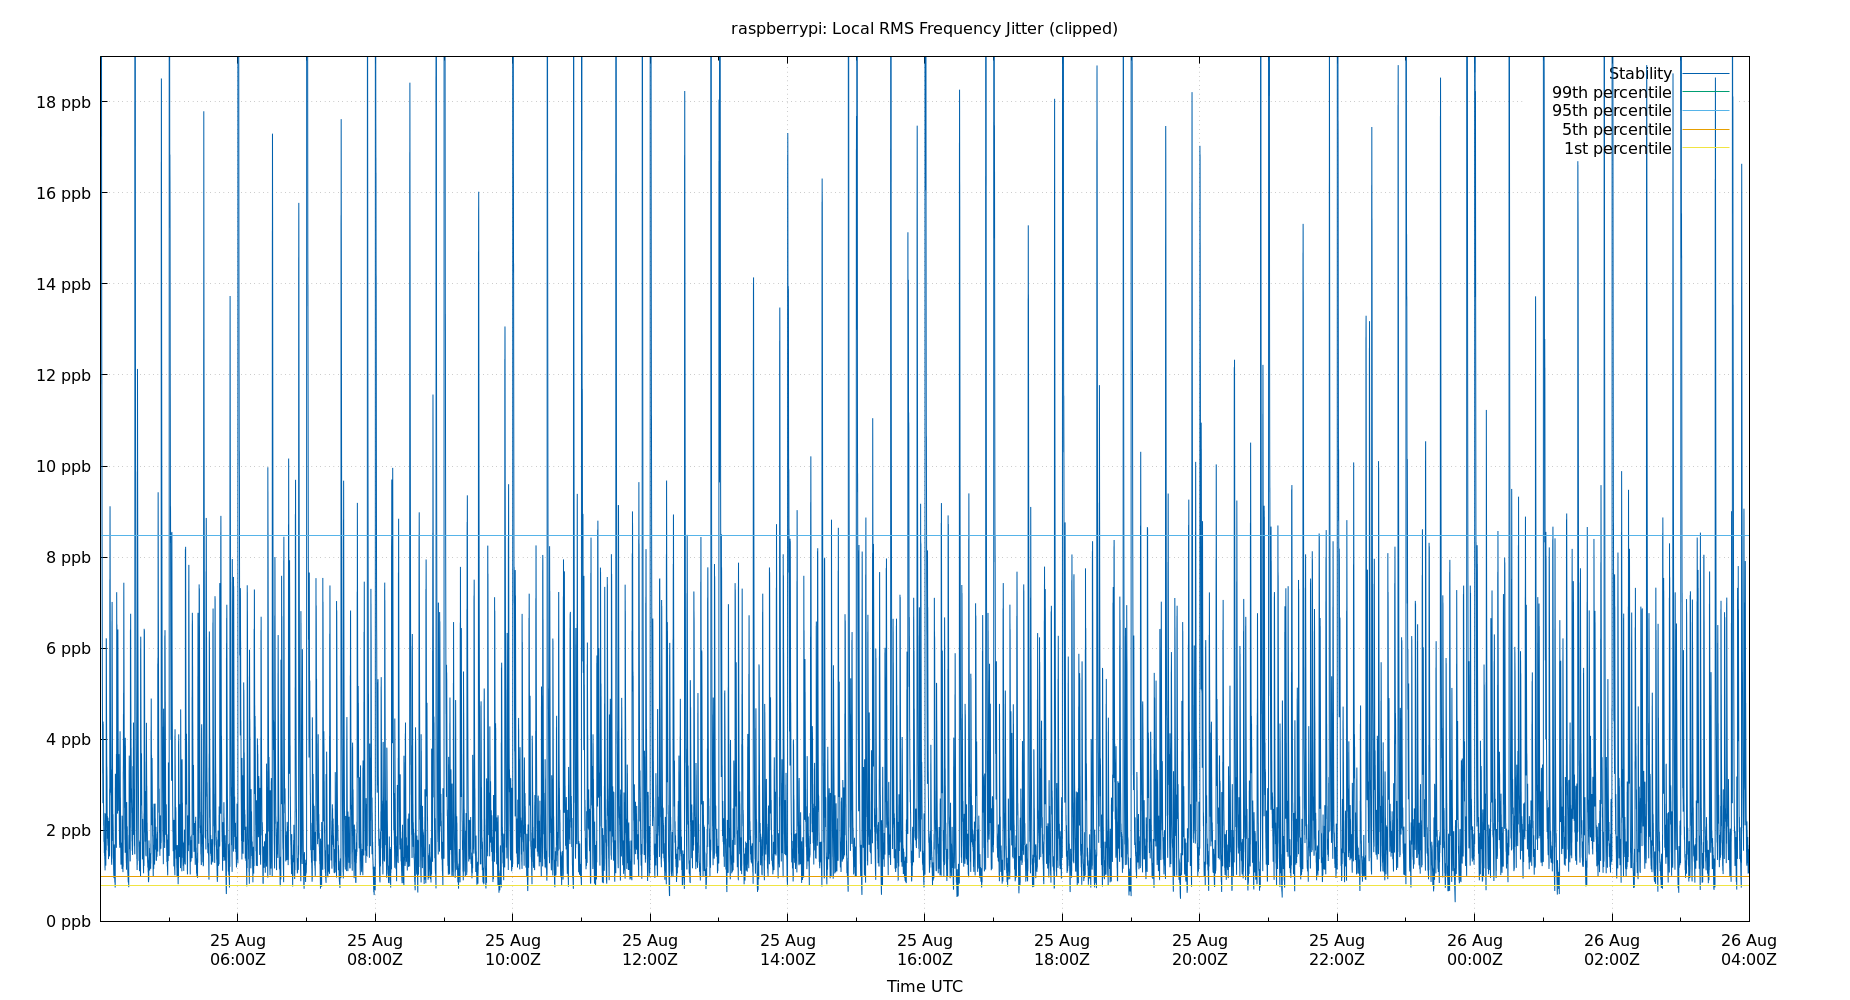 raspberrypi: Local RMS Frequency Jitter (clipped)
18 ppb
16 ppb
14 ppb
12 ppb
10 ppb
8 ppb
6 ppb
4 ppb
2 ppb
0 ppb
Stability
99th percentile
95th percentile
5th percentile
1st percentile
25 Aug 25 Aug 25 Aug 25 Aug 25 Aug 25 Aug 25 Aug 25 Aug 25 Aug 26 Aug 26 Aug 26 Aug
06:00Z 08:00Z 10:00Z 12:00Z 14:00Z 16:00Z 18:00Z 20:00Z 22:00Z 00:00Z 02:00Z 04:00Z
Time UTC